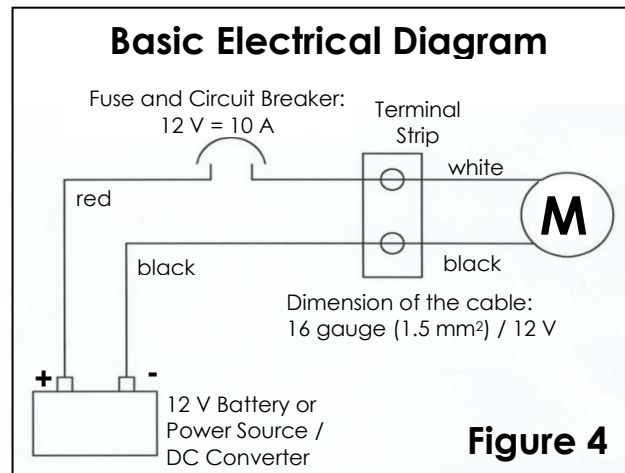 Basic Electrical Diagram
Fuse and Circuit Breaker:
12 V = 10 A
Terminal
Strip
white
red
M
black
black
Dimension of the cable:
16 gauge (1.5 mm²) / 12 V
+
-
12 V Battery or
Power Source /
DC Converter
Figure 4